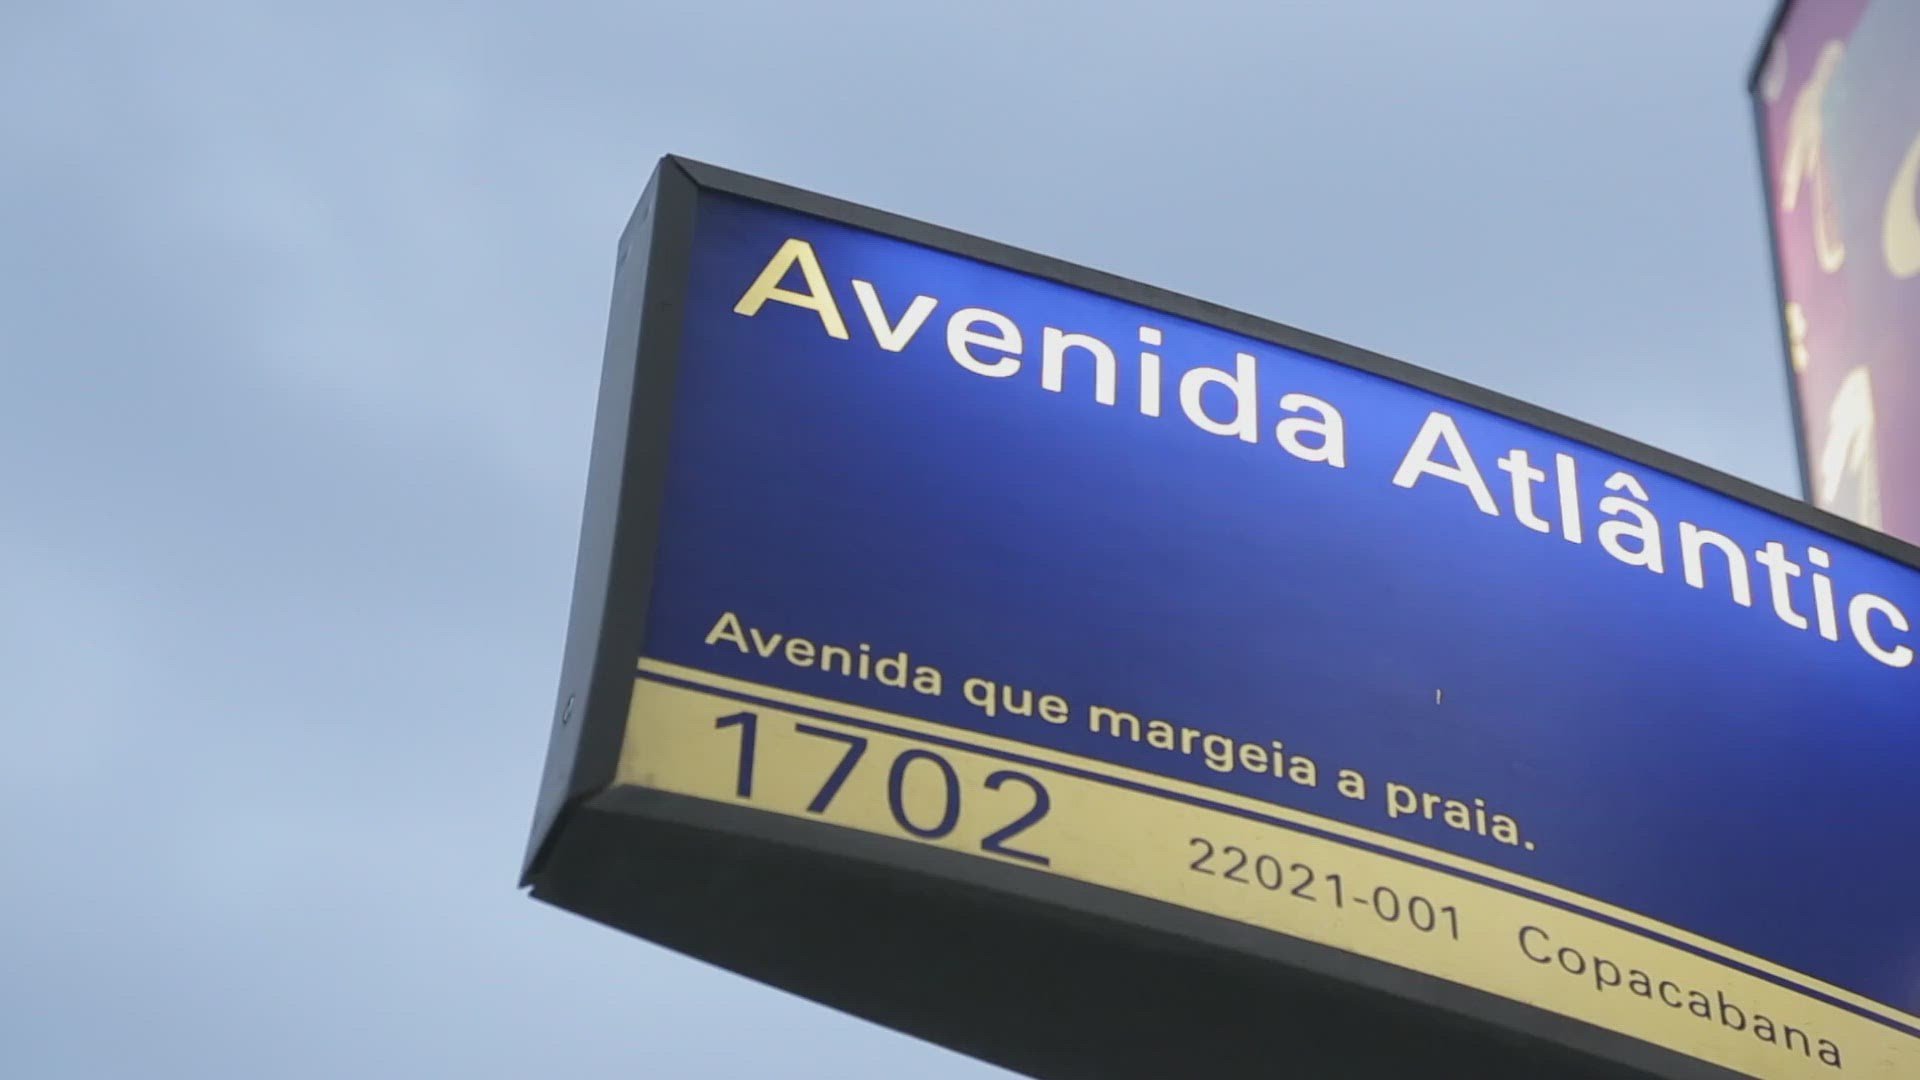 Avenida Atlântic
Avenida que margeia a praia.
1702 22021-001 Copacabana